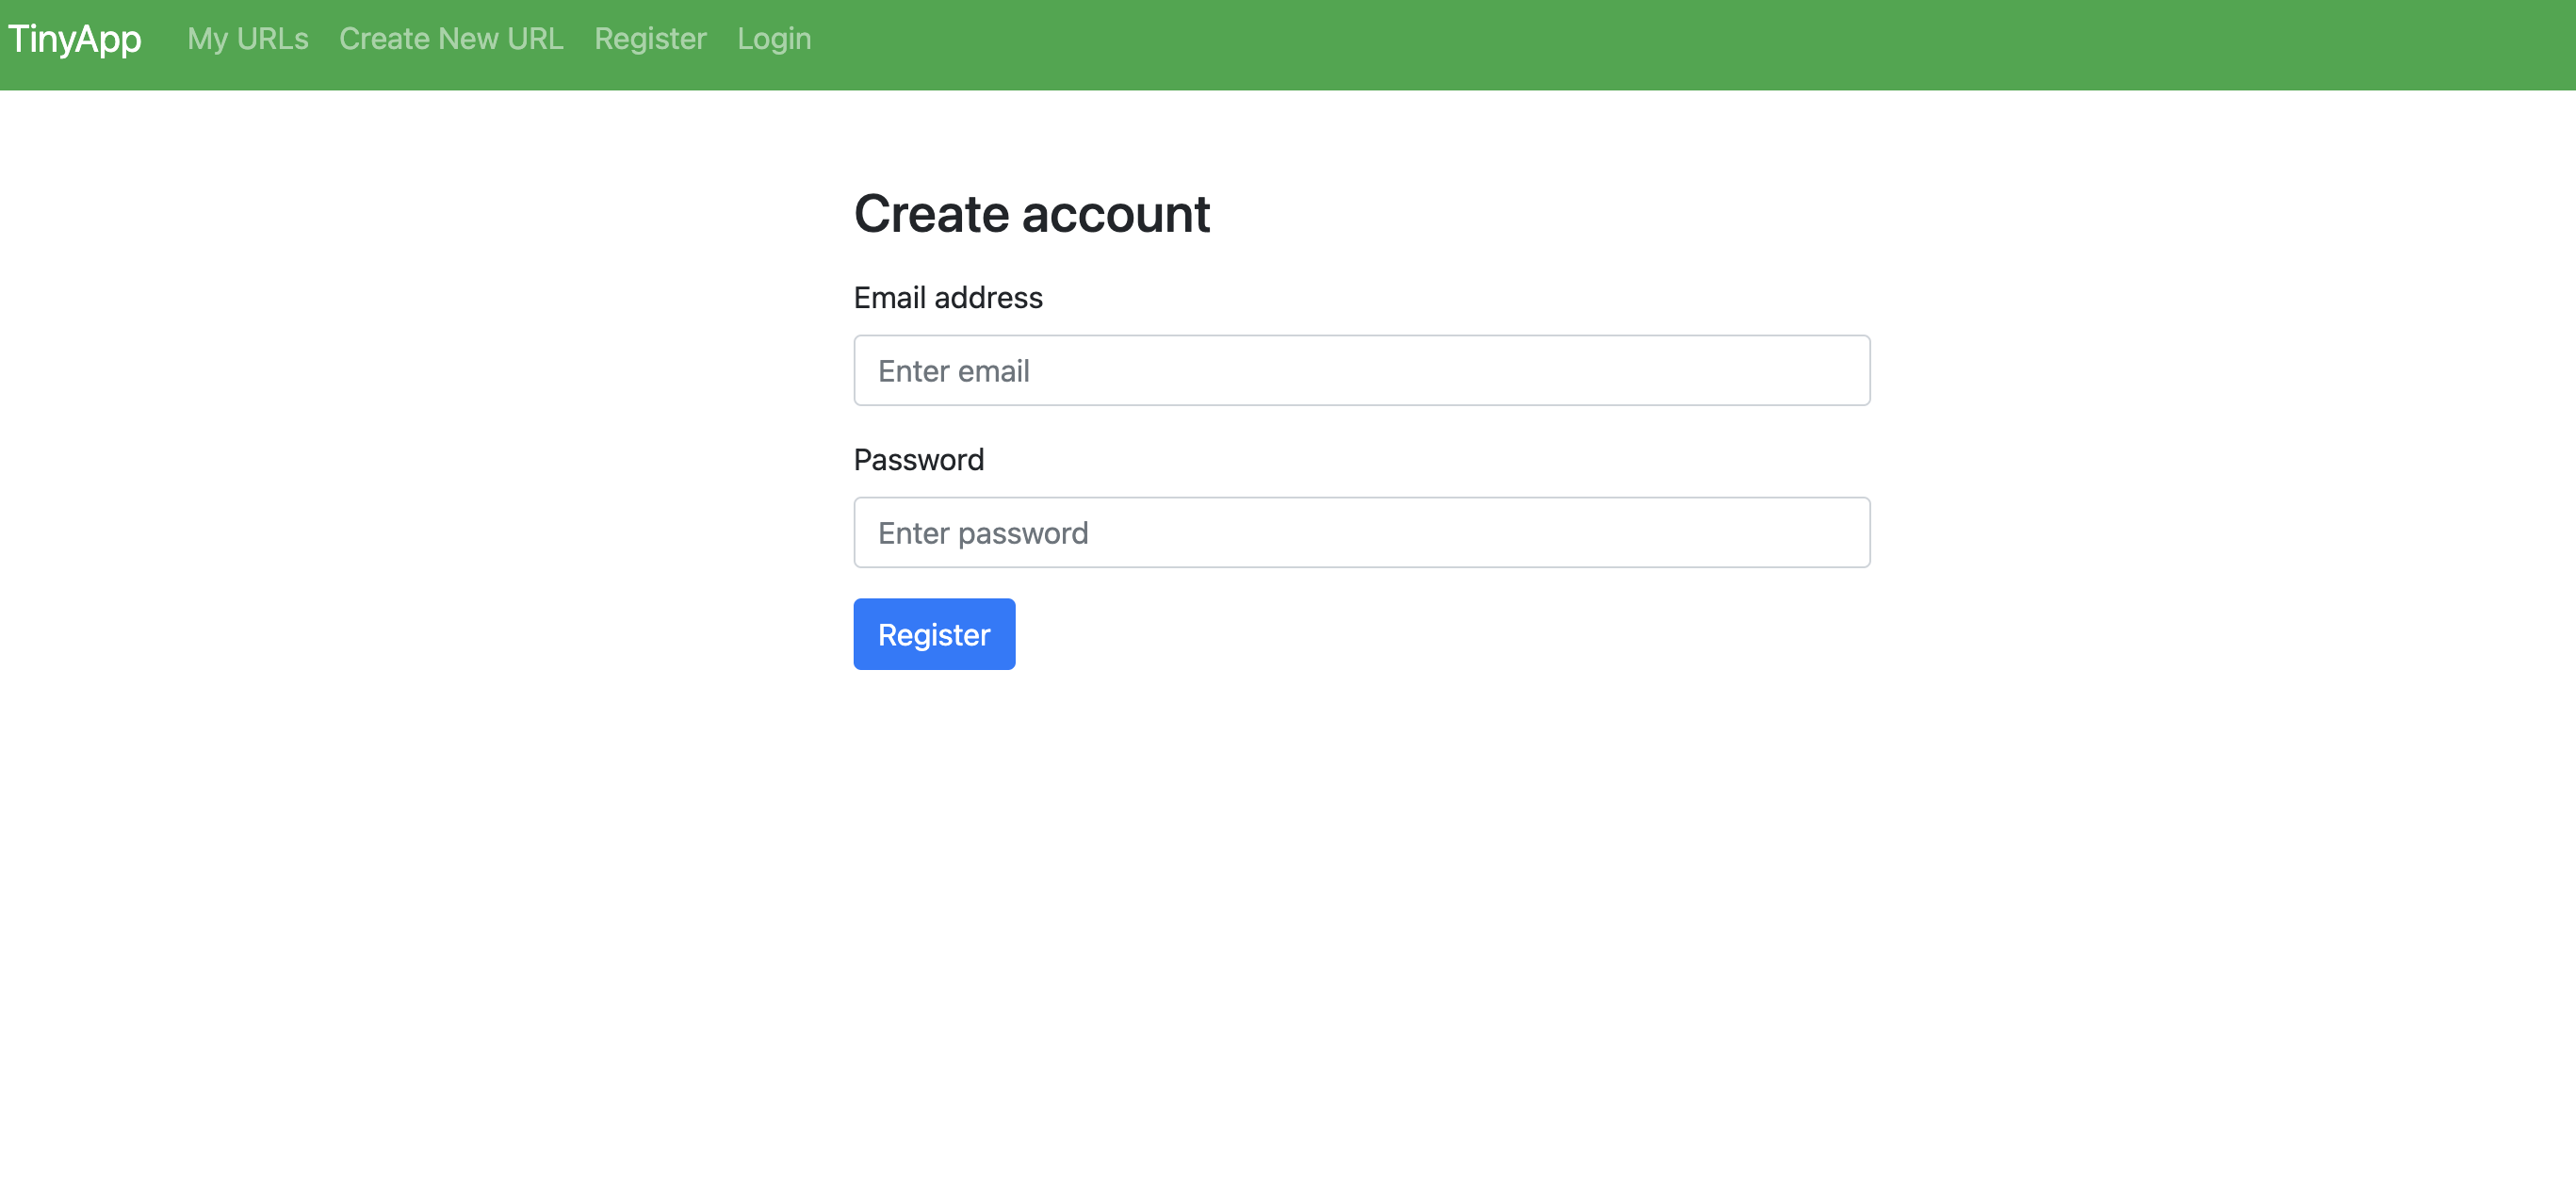 TinyApp My URLs Create New URL Register Login
Create account
Email address
Enter email
Password
Enter password
Register